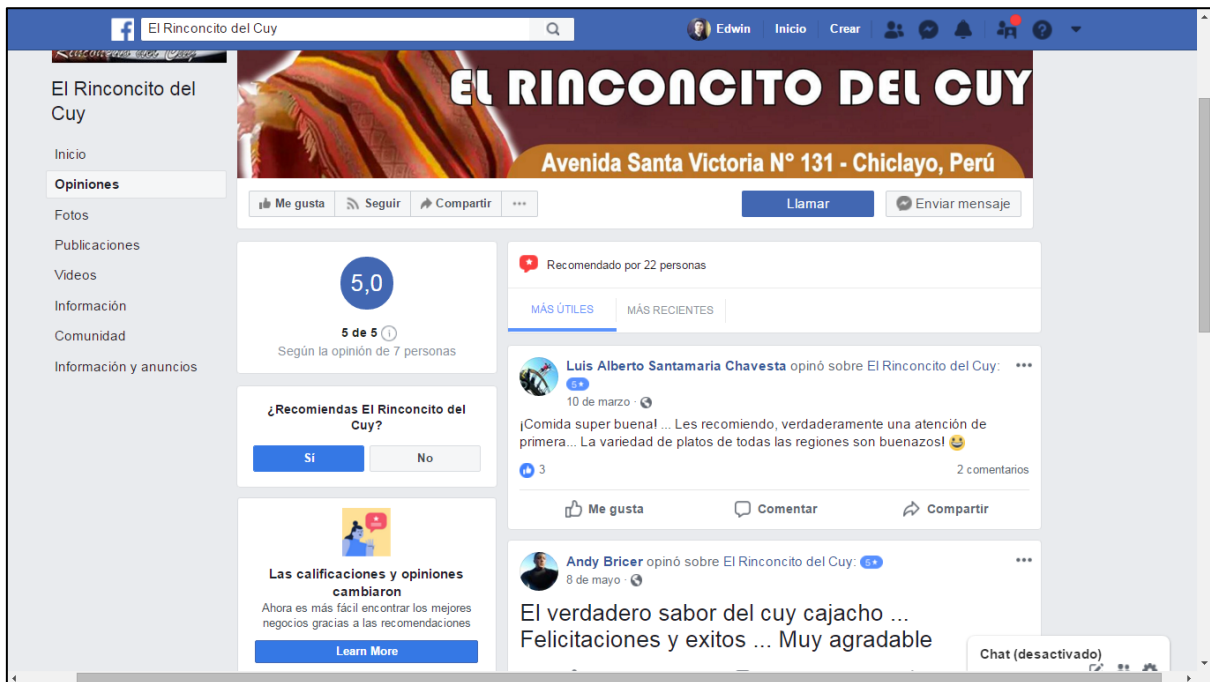 El Rinconcito del Cuy
Edwin
Inicio
Crear
El Rinconcito del
Cuy
Inicio
Opiniones
Fotos
Publicaciones
Videos
Información
Comunidad
Información y anuncios
EL RINCONCITO DEL CUY
Avenida Santa Victoria N° 131 - Chiclayo, Perú
Me gusta
Seguir
Compartir
Llamar
Enviar mensaje
5,0
5 de 5
Según la opinión de 7 personas
¿Recomiendas El Rinconcito del
Cuy?
Sí
No
Las calificaciones y opiniones
cambiaron
Ahora es más fácil encontrar los mejores
negocios gracias a las recomendaciones
Learn More
Recomendado por 22 personas
MÁS ÚTILES
MÁS RECIENTES
Luis Alberto Santamaria Chavesta opinó sobre El Rinconcito del Cuy:
5★
10 de marzo ·
¡Comida super buena! ... Les recomiendo, verdaderamente una atención de
primera... La variedad de platos de todas las regiones son buenazos! 😀
3
2 comentarios
Me gusta
Comentar
Compartir
Andy Bricer opinó sobre El Rinconcito del Cuy: 5★
8 de mayo ·
El verdadero sabor del cuy cajacho ...
Felicitaciones y exitos ... Muy agradable
Chat (desactivado)